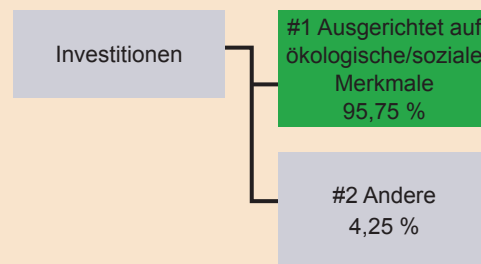 Investitionen
#1 Ausgerichtet auf
ökologische/soziale
Merkmale
95,75 %
#2 Andere
4,25 %